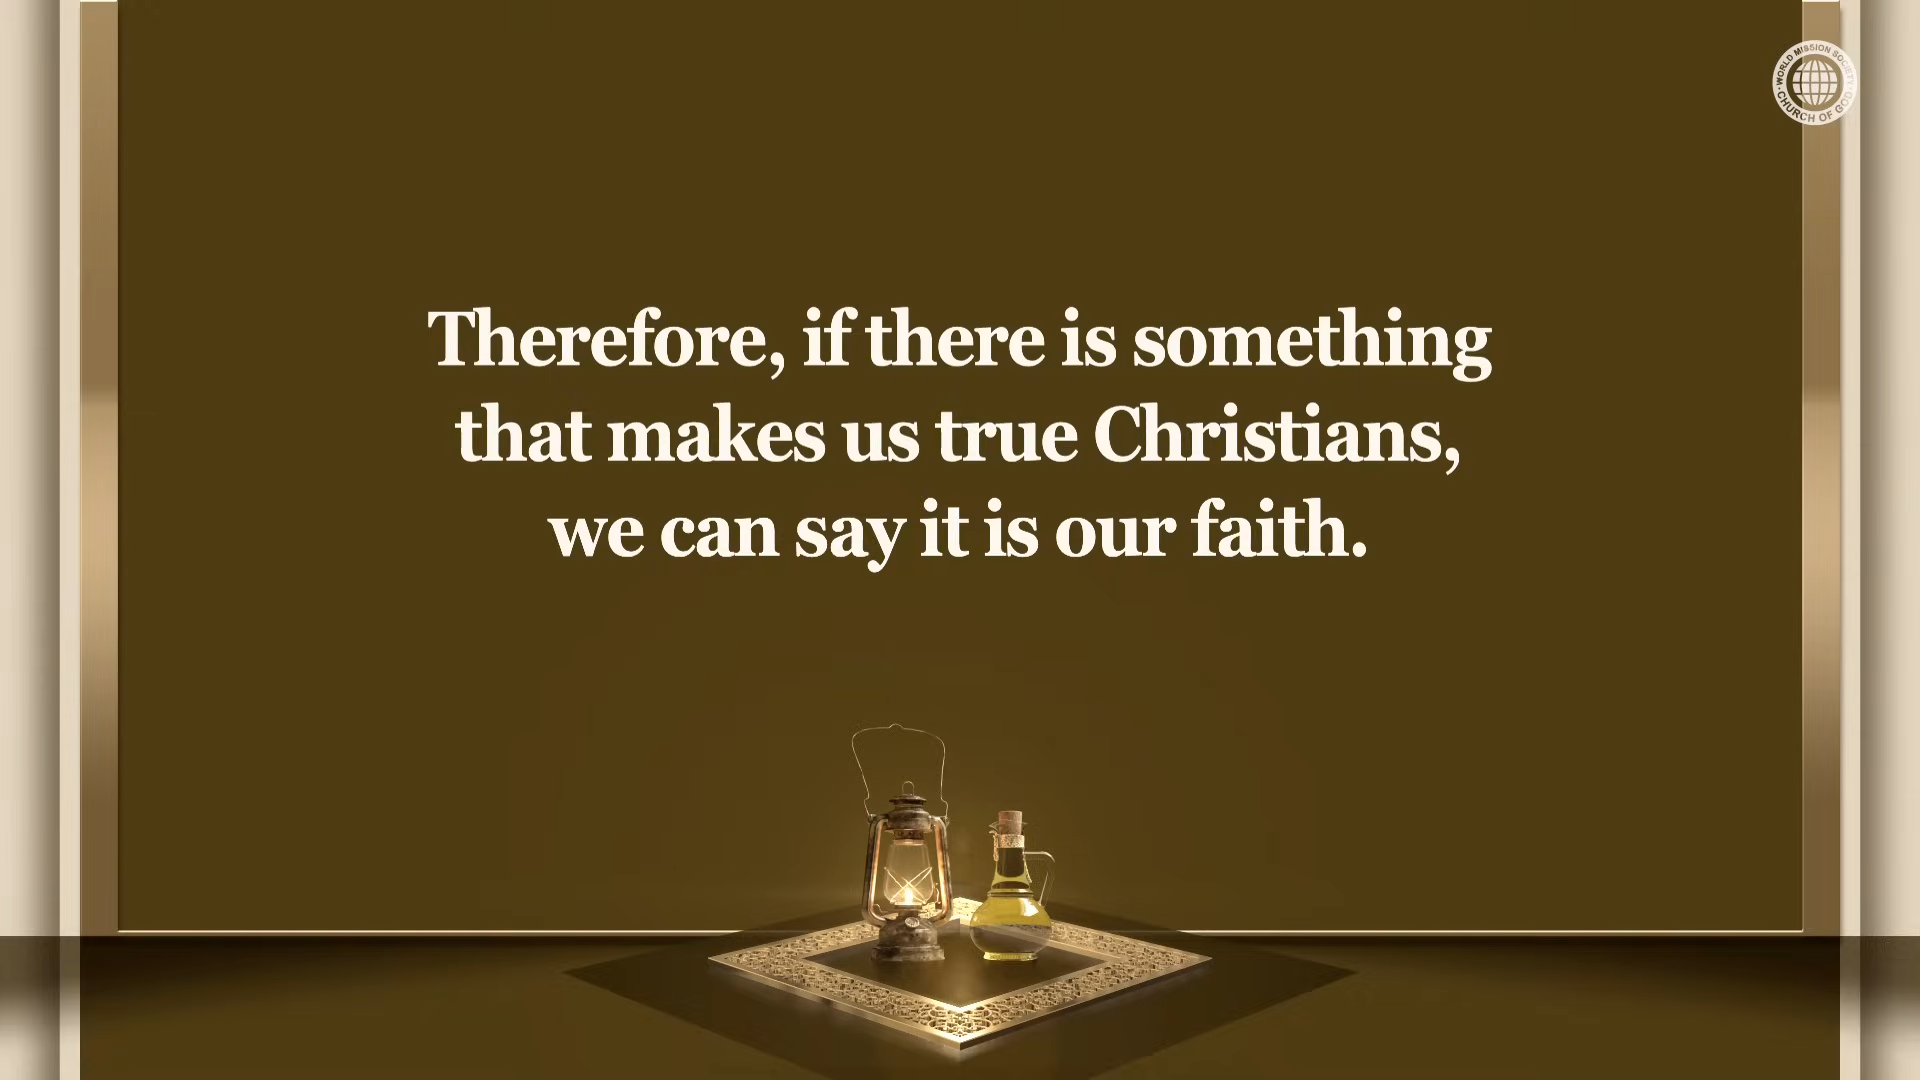 WORLD MISSION SOCIETY
CHURCH OF GOD
Therefore, if there is something
that makes us true Christians,
we can say it is our faith.